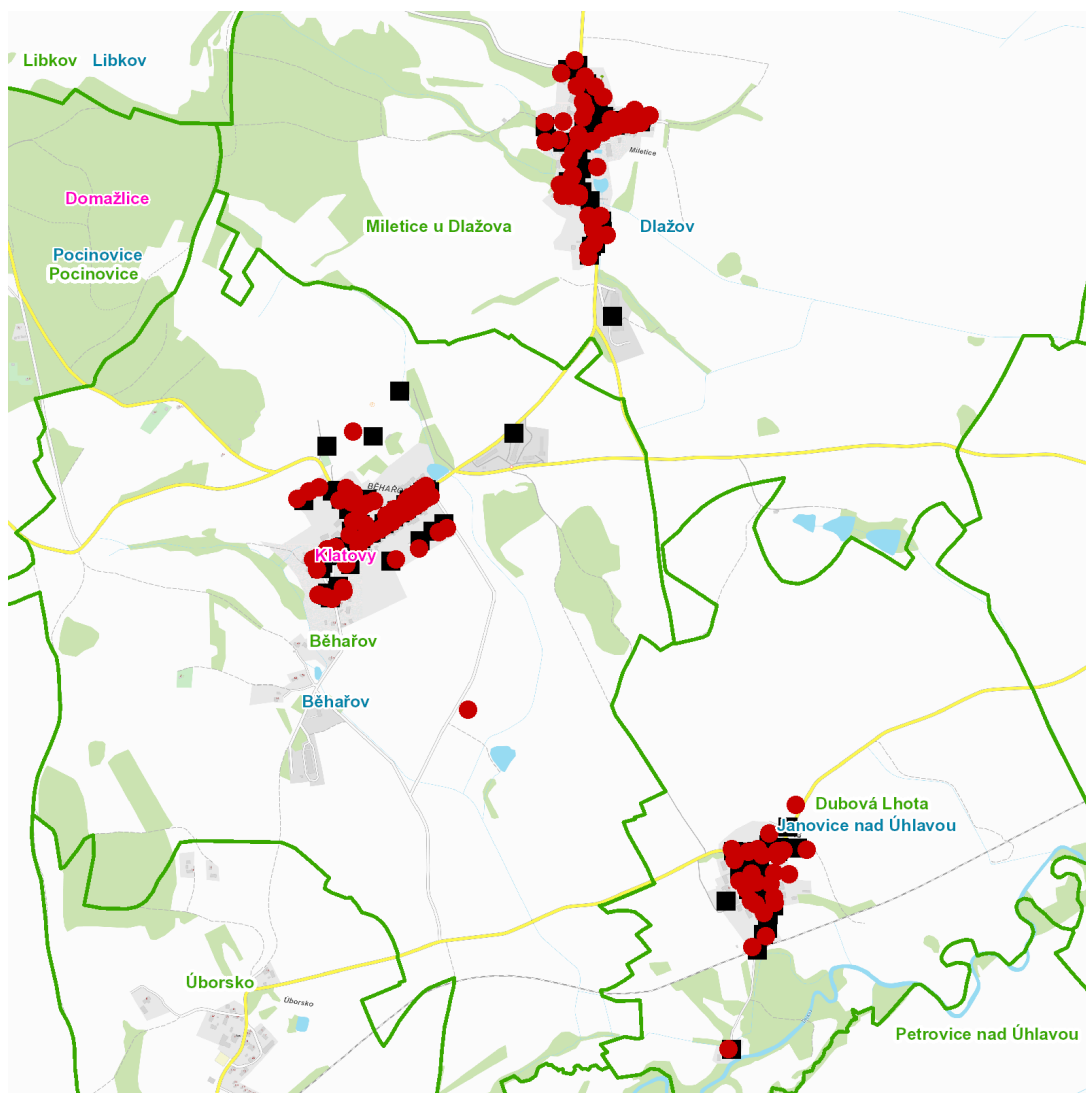 Libkov Libkov
Miletice
Domažlice
Miletice u Dlažova Dlažov
Pocinovice
Pocinovice
BĚHAŘOV
Klatovy
Běhařov
Běhařov
Dubová Lhota
Janovice nad Úhlavou
Úborsko
Úborsko
Petrovice nad Úhlavou